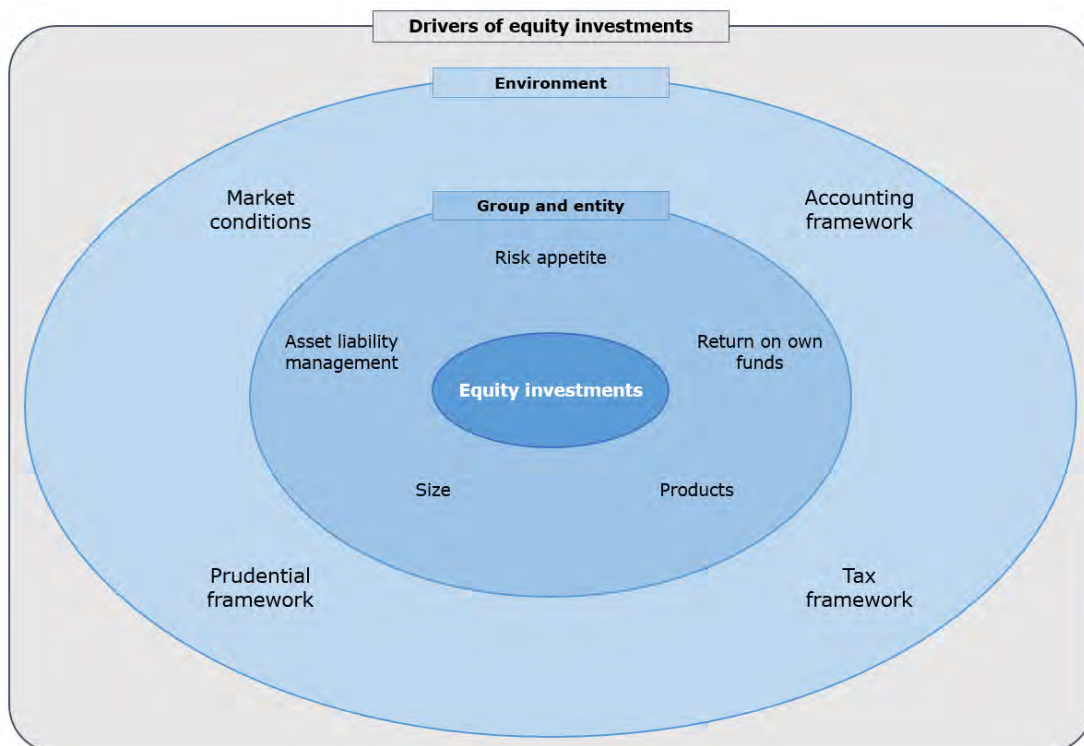 Drivers of equity investments
Environment
Market
conditions
Accounting
framework
Group and entity
Risk appetite
Asset liability
management
Return on own
funds
Equity investments
Size
Products
Prudential
framework
Tax
framework